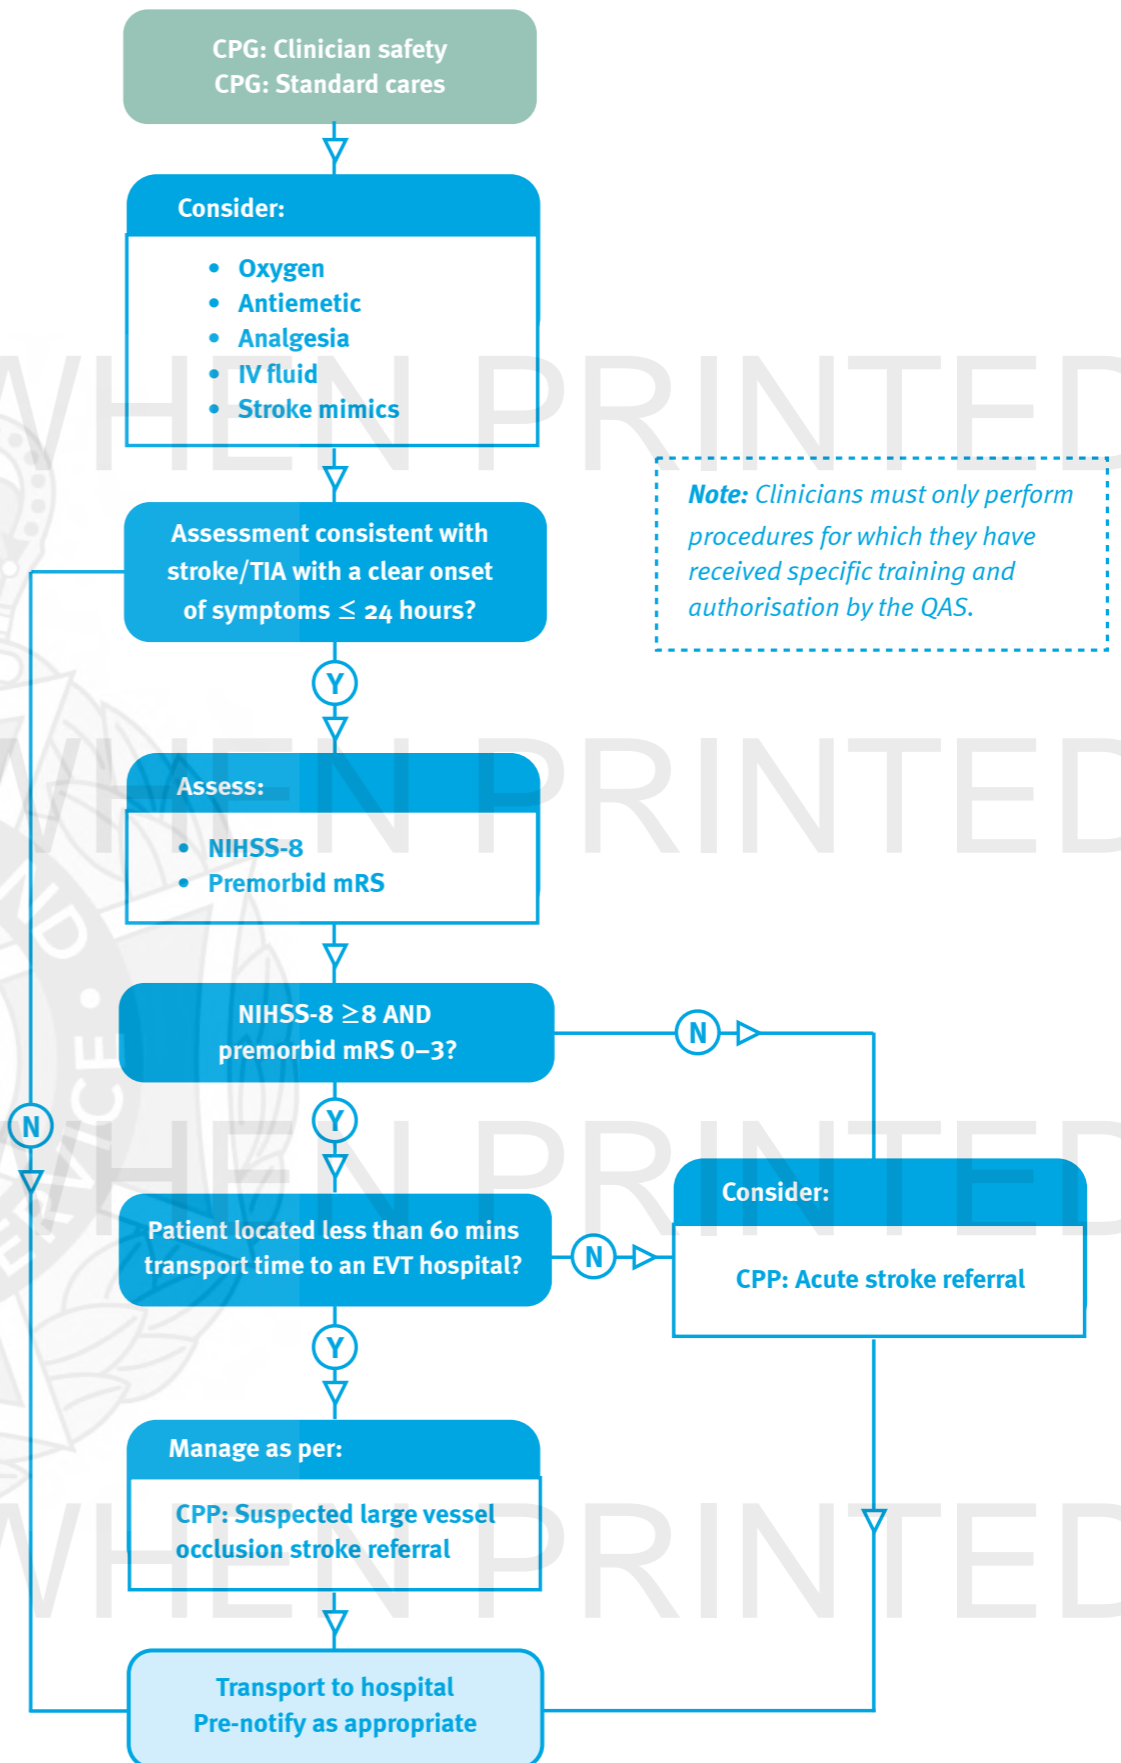 CPG: Clinician safety
CPG: Standard cares
Consider:
• Oxygen
• Antiemetic
• Analgesia
• IV fluid
• Stroke mimics
WHEN PRINTED
Note: Clinicians must only perform
procedures for which they have
received specific training and
authorisation by the QAS.
Assessment consistent with
stroke/TIA with a clear onset
of symptoms ≤ 24 hours?
Y
WHEN PRINTED
Assess:
• NIHSS-8
• Premorbid mRS
NIHSS-8 ≥8 AND
premorbid mRS 0–3?
N
Y
N
WHEN PRINTED
SERVICE
Patient located less than 60 mins
transport time to an EVT hospital?
N
Consider:
CPP: Acute stroke referral
Y
Manage as per:
CPP: Suspected large vessel
occlusion stroke referral
WHEN PRINTED
Transport to hospital
Pre-notify as appropriate